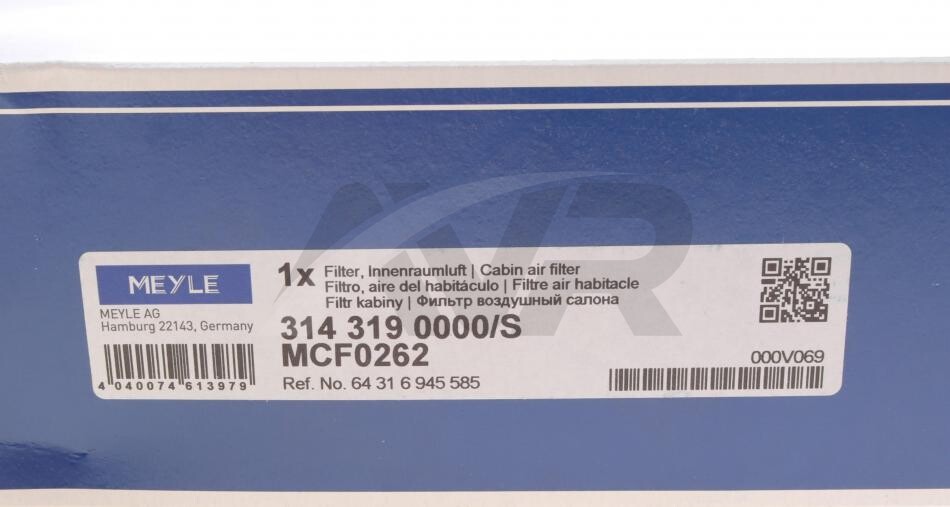 AVR
MEYLE
MEYLE AG
Hamburg 22143, Germany
4 040074 613979
1x Filter, Innenraumluft | Cabin air filter
Filtro, aire del habitáculo | Filtre air habitacle
Filtr kabiny | Фильтр воздушный салона
314 319 0000/S
MCF0262
Ref. No. 64 31 6 945 585
000V069